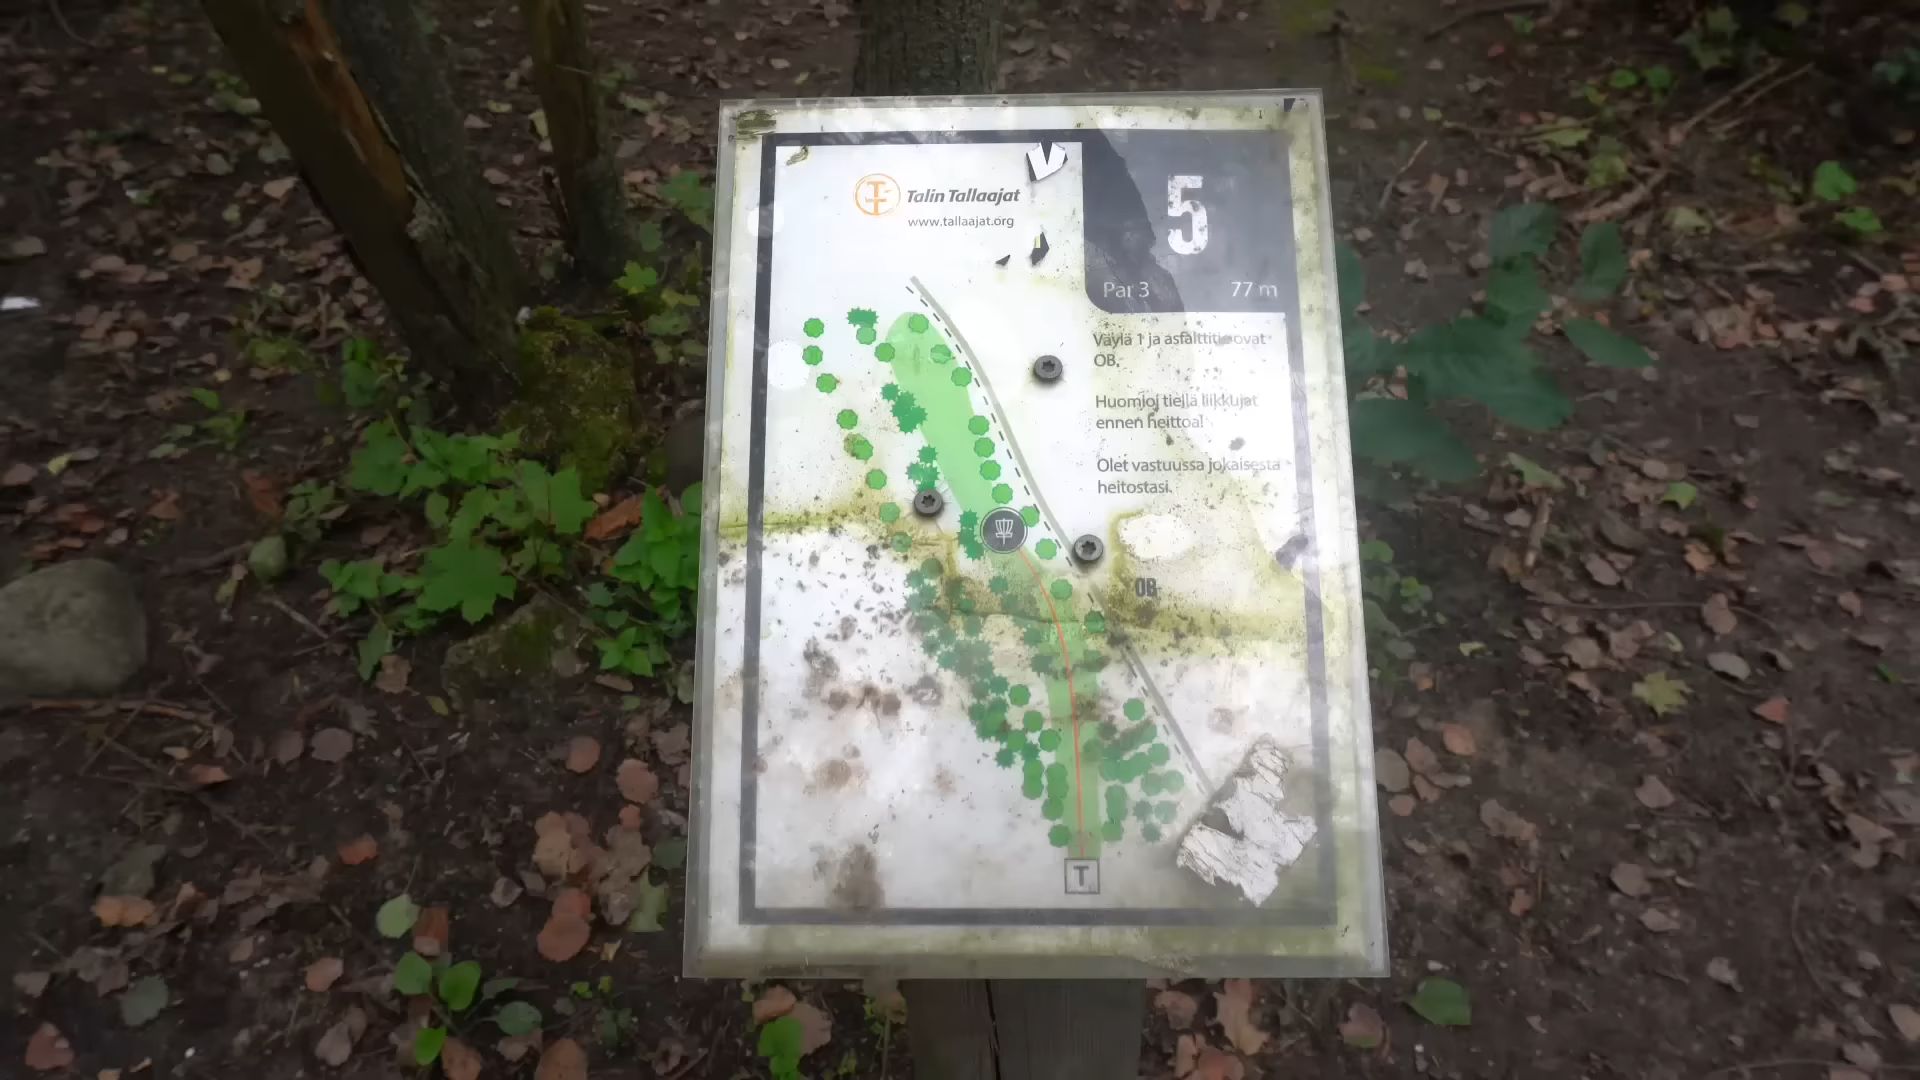 Talin Tallaajat
www.tallaajat.org
5
Par 3 77 m
Väylä 1 ja asfalttitie ovat
OB.
Huomioi tiellä liikkujat
ennen heittoa!
Olet vastuussa jokaisesta
heitostasi.
OB
T